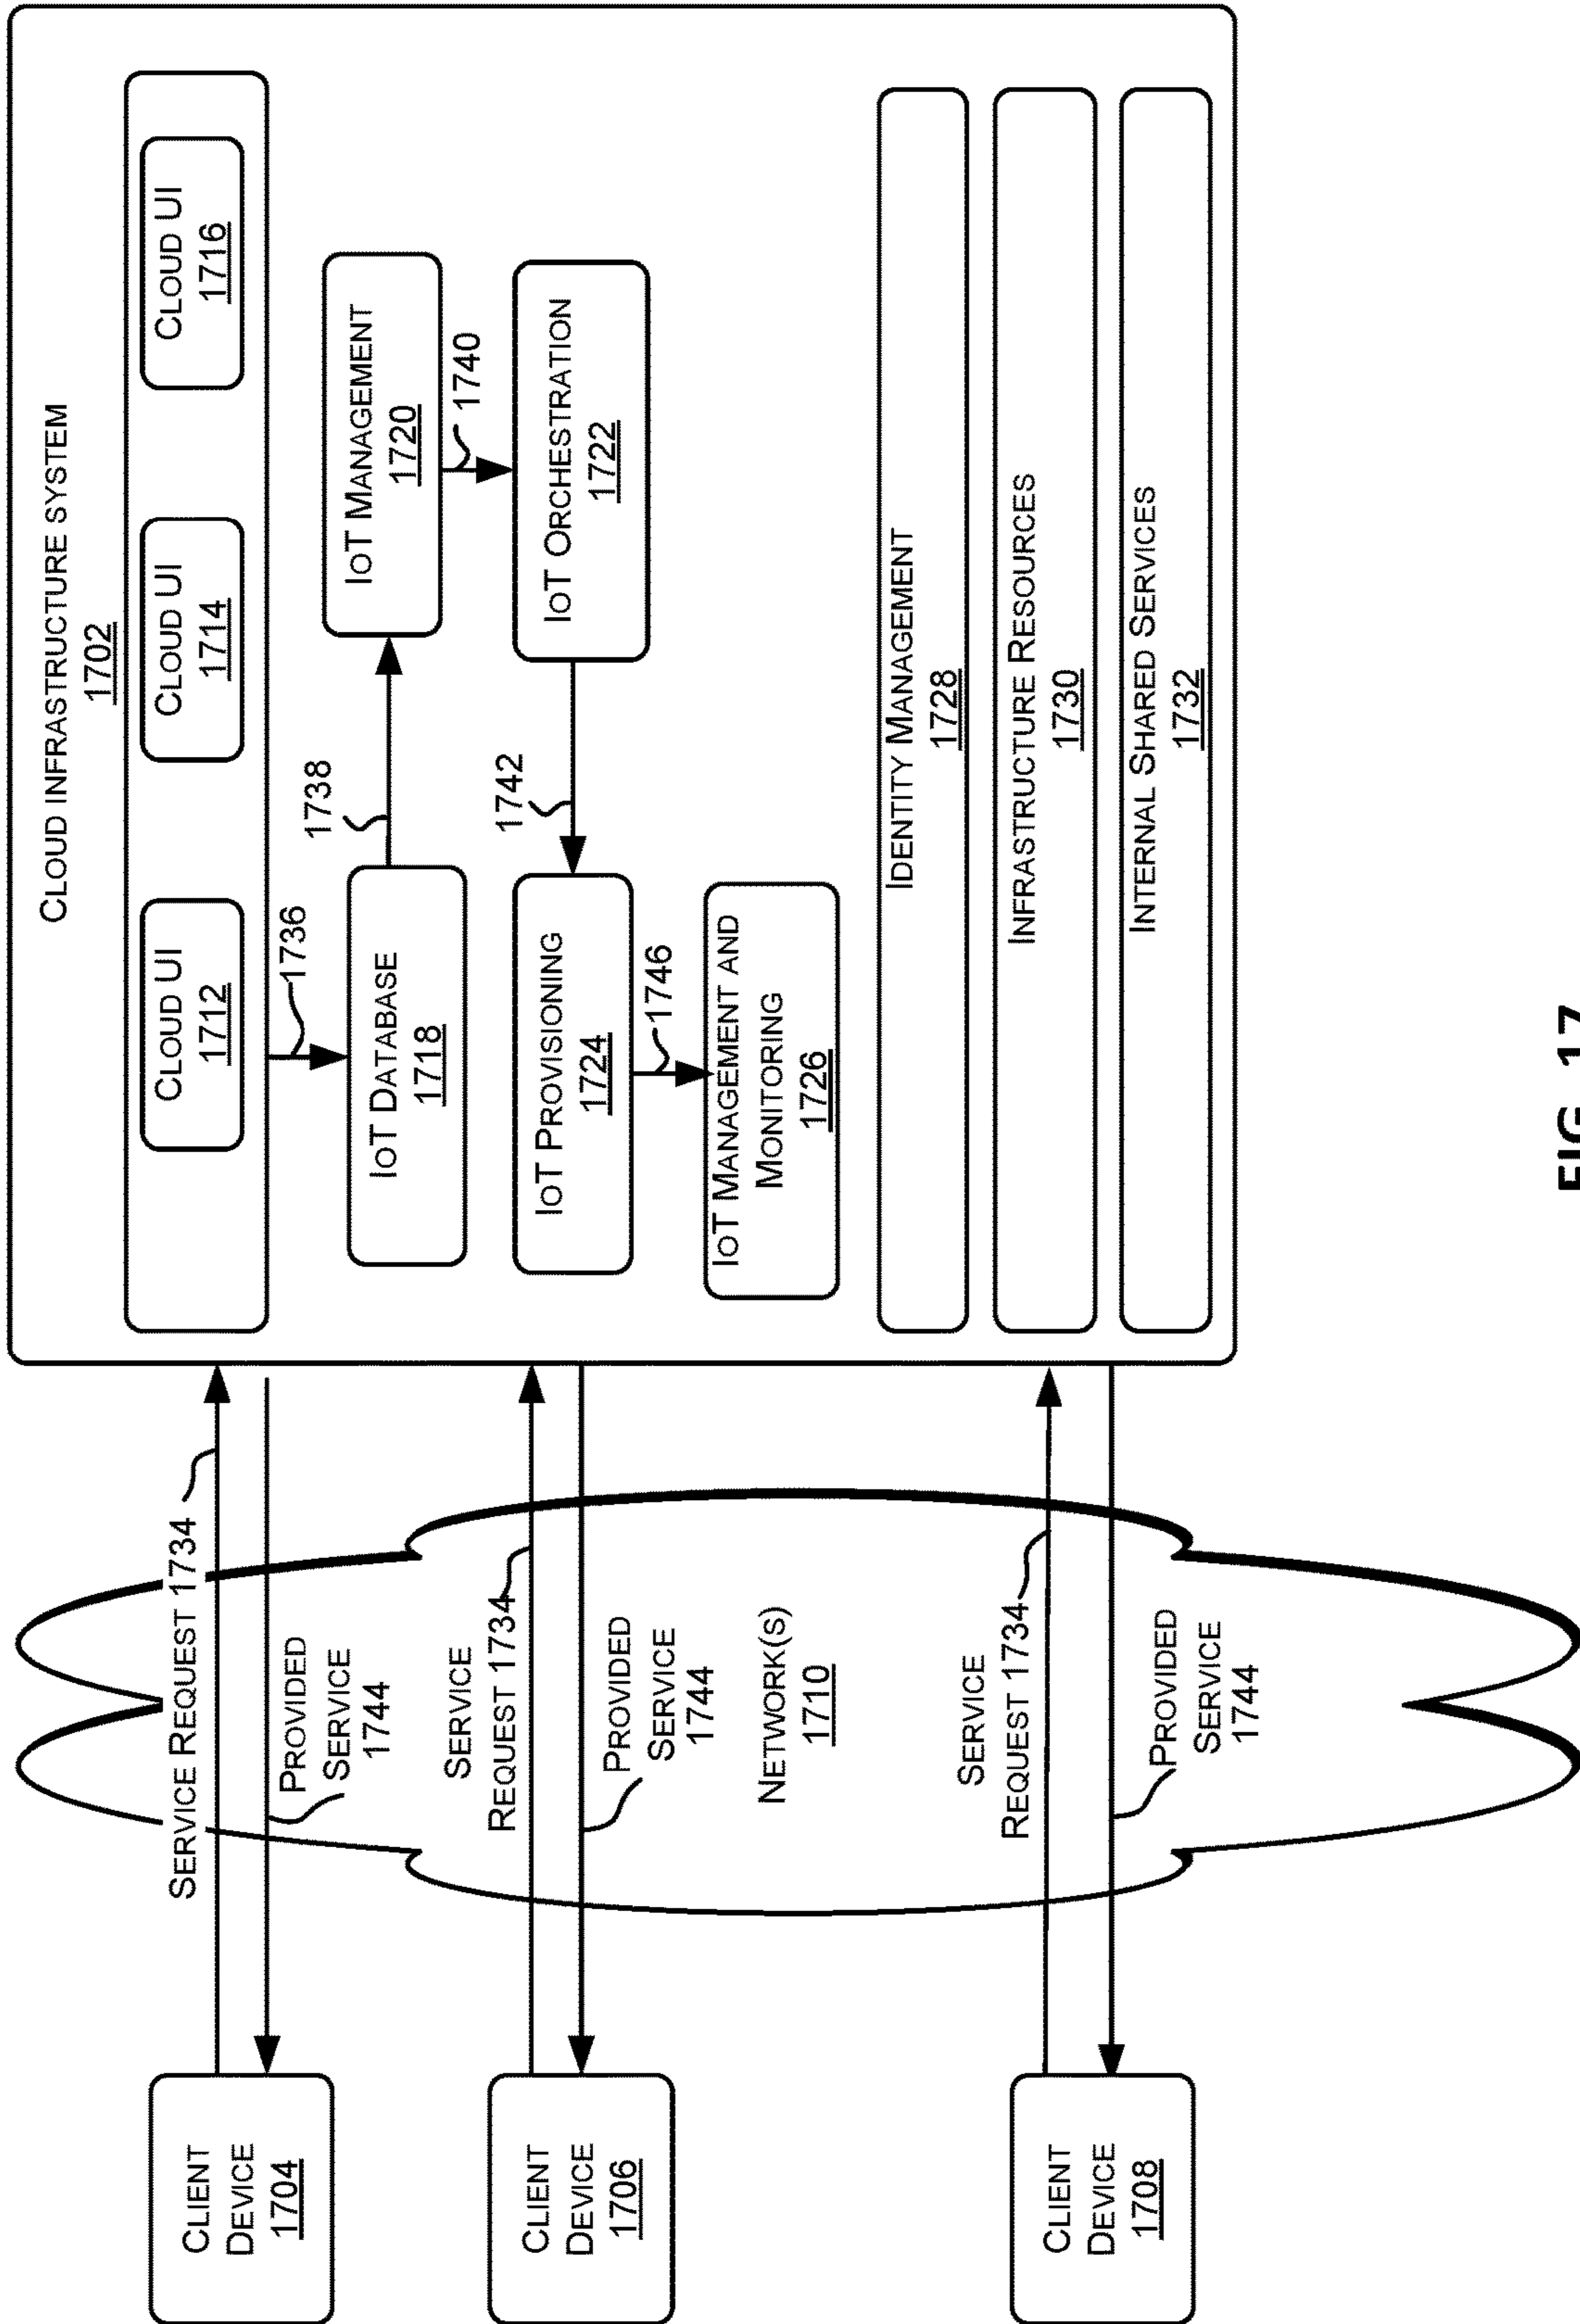 CLOUD INFRASTRUCTURE SYSTEM
1702
CLOUD UI
1712
CLOUD UI
1714
CLOUD UI
1716
1736
IOT DATABASE
1718
1738
IOT MANAGEMENT
1720
1740
IOT ORCHESTRATION
1722
1742
IOT PROVISIONING
1724
1746
IOT MANAGEMENT AND
MONITORING
1726
IDENTITY MANAGEMENT
1728
INFRASTRUCTURE RESOURCES
1730
INTERNAL SHARED SERVICES
1732
SERVICE REQUEST 1734
PROVIDED
SERVICE
1744
SERVICE
REQUEST 1734
PROVIDED
SERVICE
1744
NETWORK(S)
1710
SERVICE
REQUEST 1734
PROVIDED
SERVICE
1744
CLIENT
DEVICE
1704
CLIENT
DEVICE
1706
CLIENT
DEVICE
1708
FIG. 17